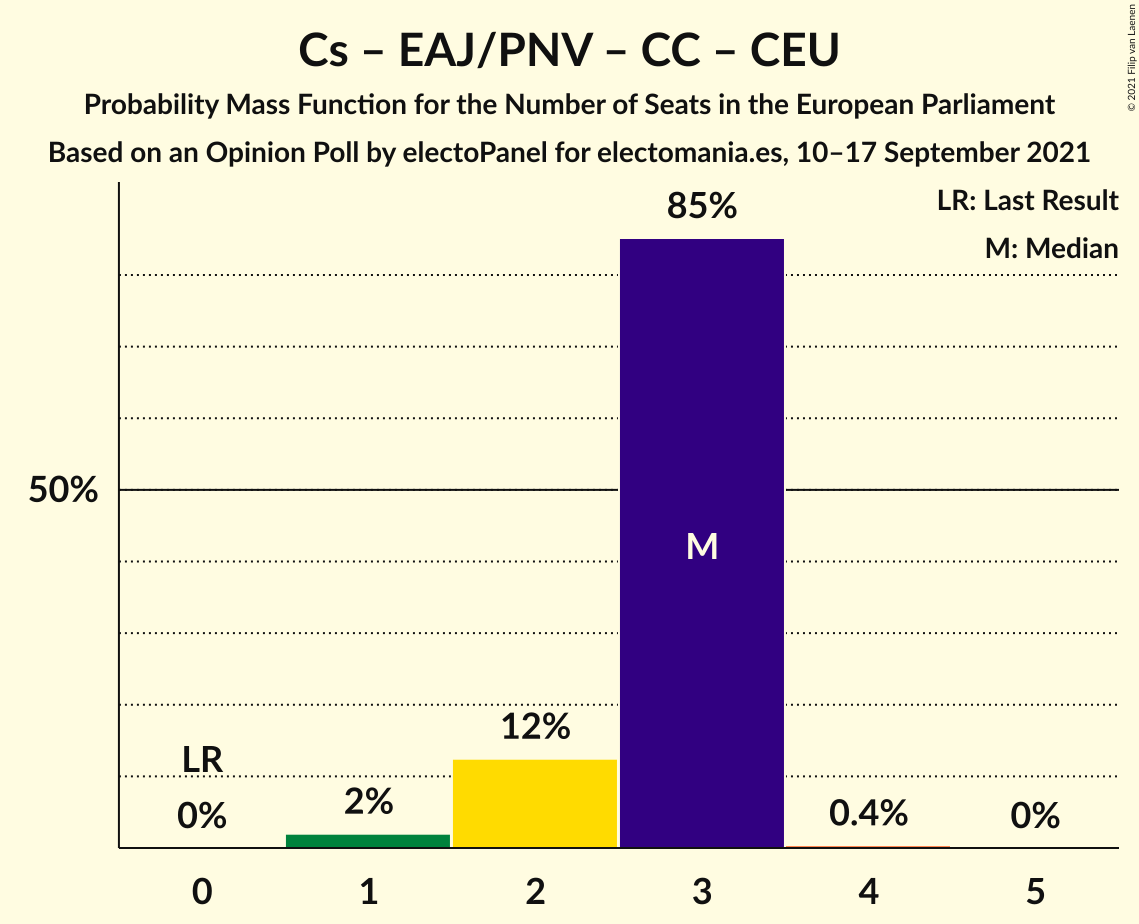 Cs – EAJ/PNV – CC – CEU
Probability Mass Function for the Number of Seats in the European Parliament
Based on an Opinion Poll by electoPanel for electomania.es, 10–17 September 2021
© 2021 Filip van Laenen
LR: Last Result
M: Median
85%
50%
M
12%
LR
0%
2%
0.4%
0%
0 1 2 3 4 5